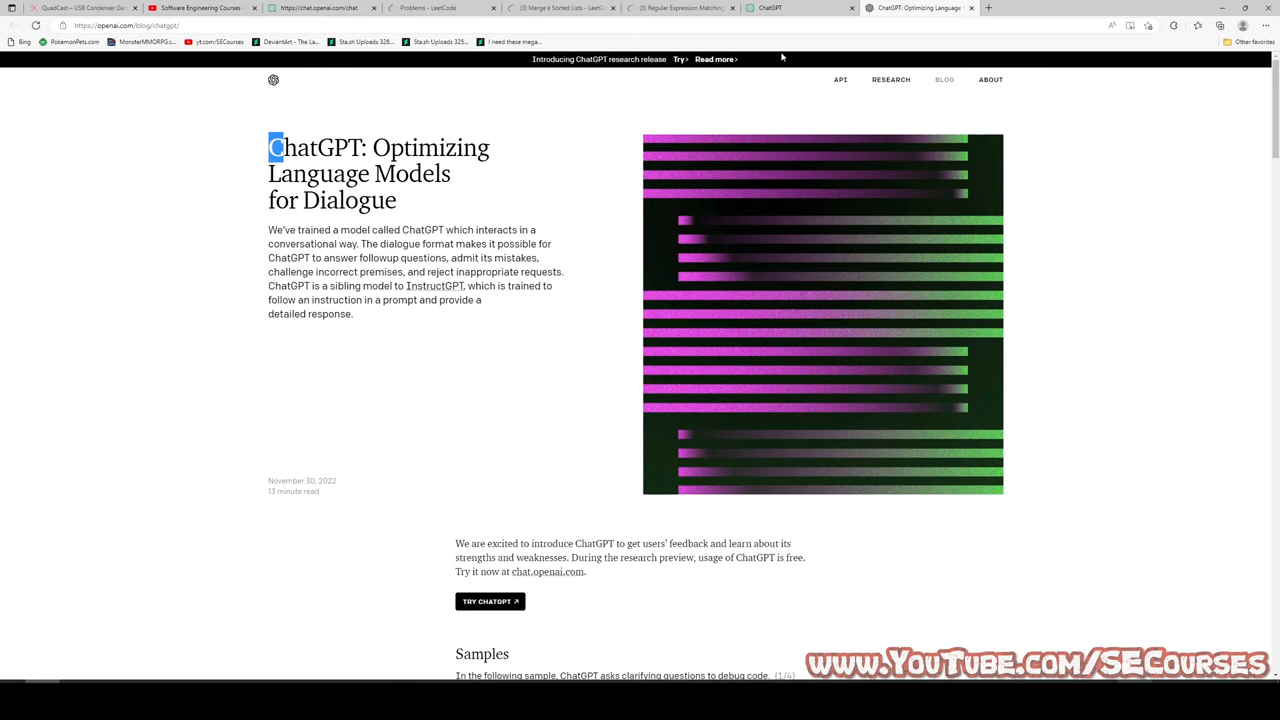 QuadCast – USB Condenser Gam
Software Engineering Courses -
https://chat.openai.com/chat
Problems - LeetCode
(3) Merge k Sorted Lists - LeetCo
(3) Regular Expression Matching
ChatGPT
ChatGPT: Optimizing Language
https://openai.com/blog/chatgpt/
Bing
PokemonPets.com
MonsterMMORPG.c...
yt.com/SECourses
DeviantArt - The La...
Sta.sh Uploads 328...
Sta.sh Uploads 325...
I need these mega...
Other favorites
Introducing ChatGPT research release Try › Read more ›
API RESEARCH BLOG ABOUT
ChatGPT: Optimizing
Language Models
for Dialogue
We've trained a model called ChatGPT which interacts in a
conversational way. The dialogue format makes it possible for
ChatGPT to answer followup questions, admit its mistakes,
challenge incorrect premises, and reject inappropriate requests.
ChatGPT is a sibling model to InstructGPT, which is trained to
follow an instruction in a prompt and provide a
detailed response.
November 30, 2022
13 minute read
We are excited to introduce ChatGPT to get users' feedback and learn about its
strengths and weaknesses. During the research preview, usage of ChatGPT is free.
Try it now at chat.openai.com.
TRY CHATGPT ↗
Samples
In the following sample, ChatGPT asks clarifying questions to debug code. (1/4)
www.YouTube.com/SECourses